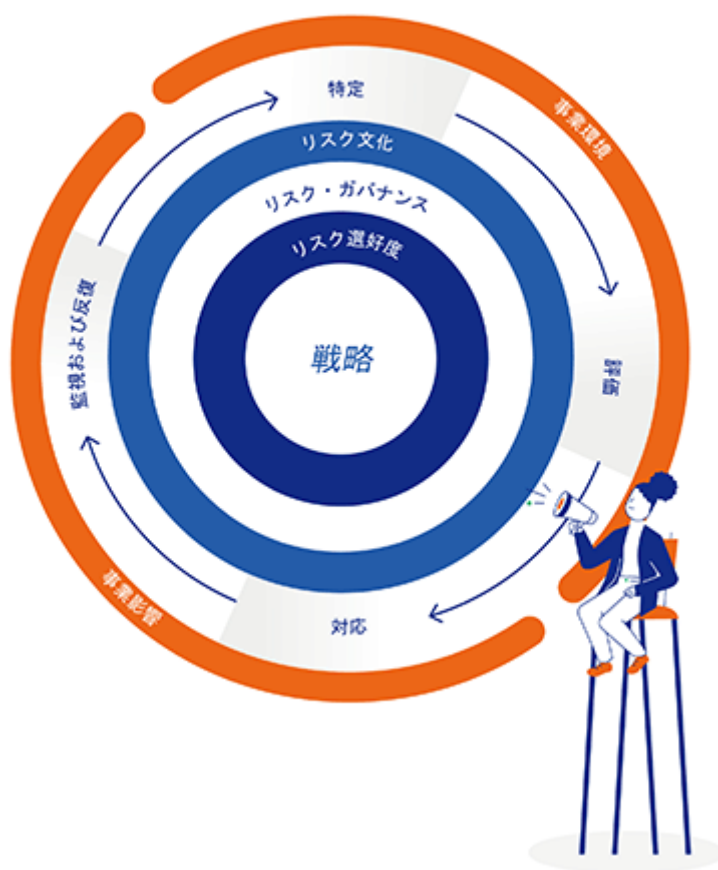 特定
事業環境
リスク文化
リスク・ガバナンス
リスク選好度
戦略
監視および反復
評価
対応
事業影響